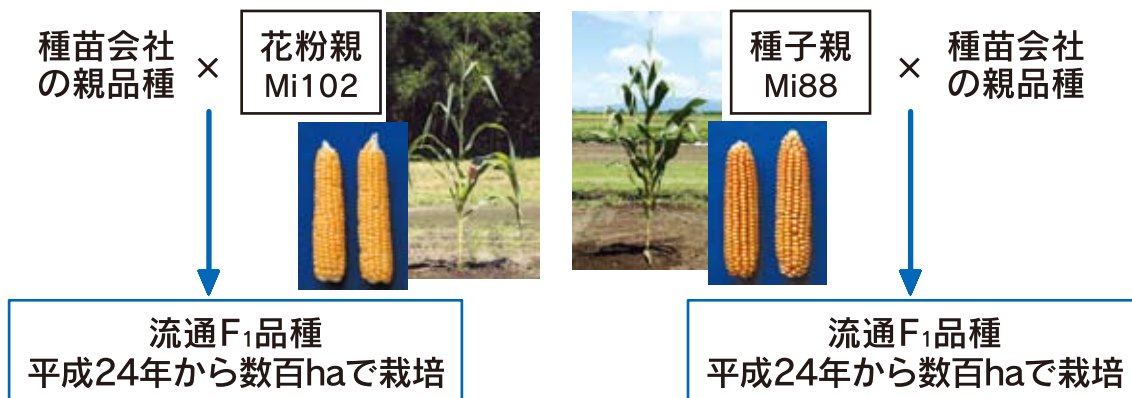 種苗会社
の親品種
×
花粉親
Mi102
種子親
Mi88
×
種苗会社
の親品種
流通F₁品種
平成24年から数百haで栽培
流通F₁品種
平成24年から数百haで栽培